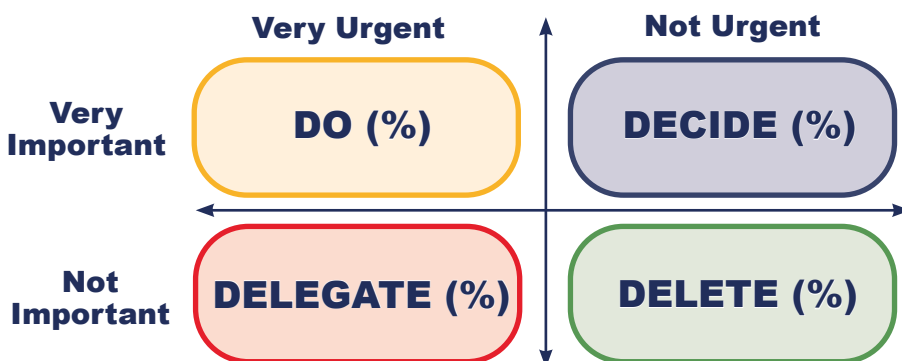 Very Urgent
Not Urgent
Very
Important
DO (%)
DECIDE (%)
Not
Important
DELEGATE (%)
DELETE (%)